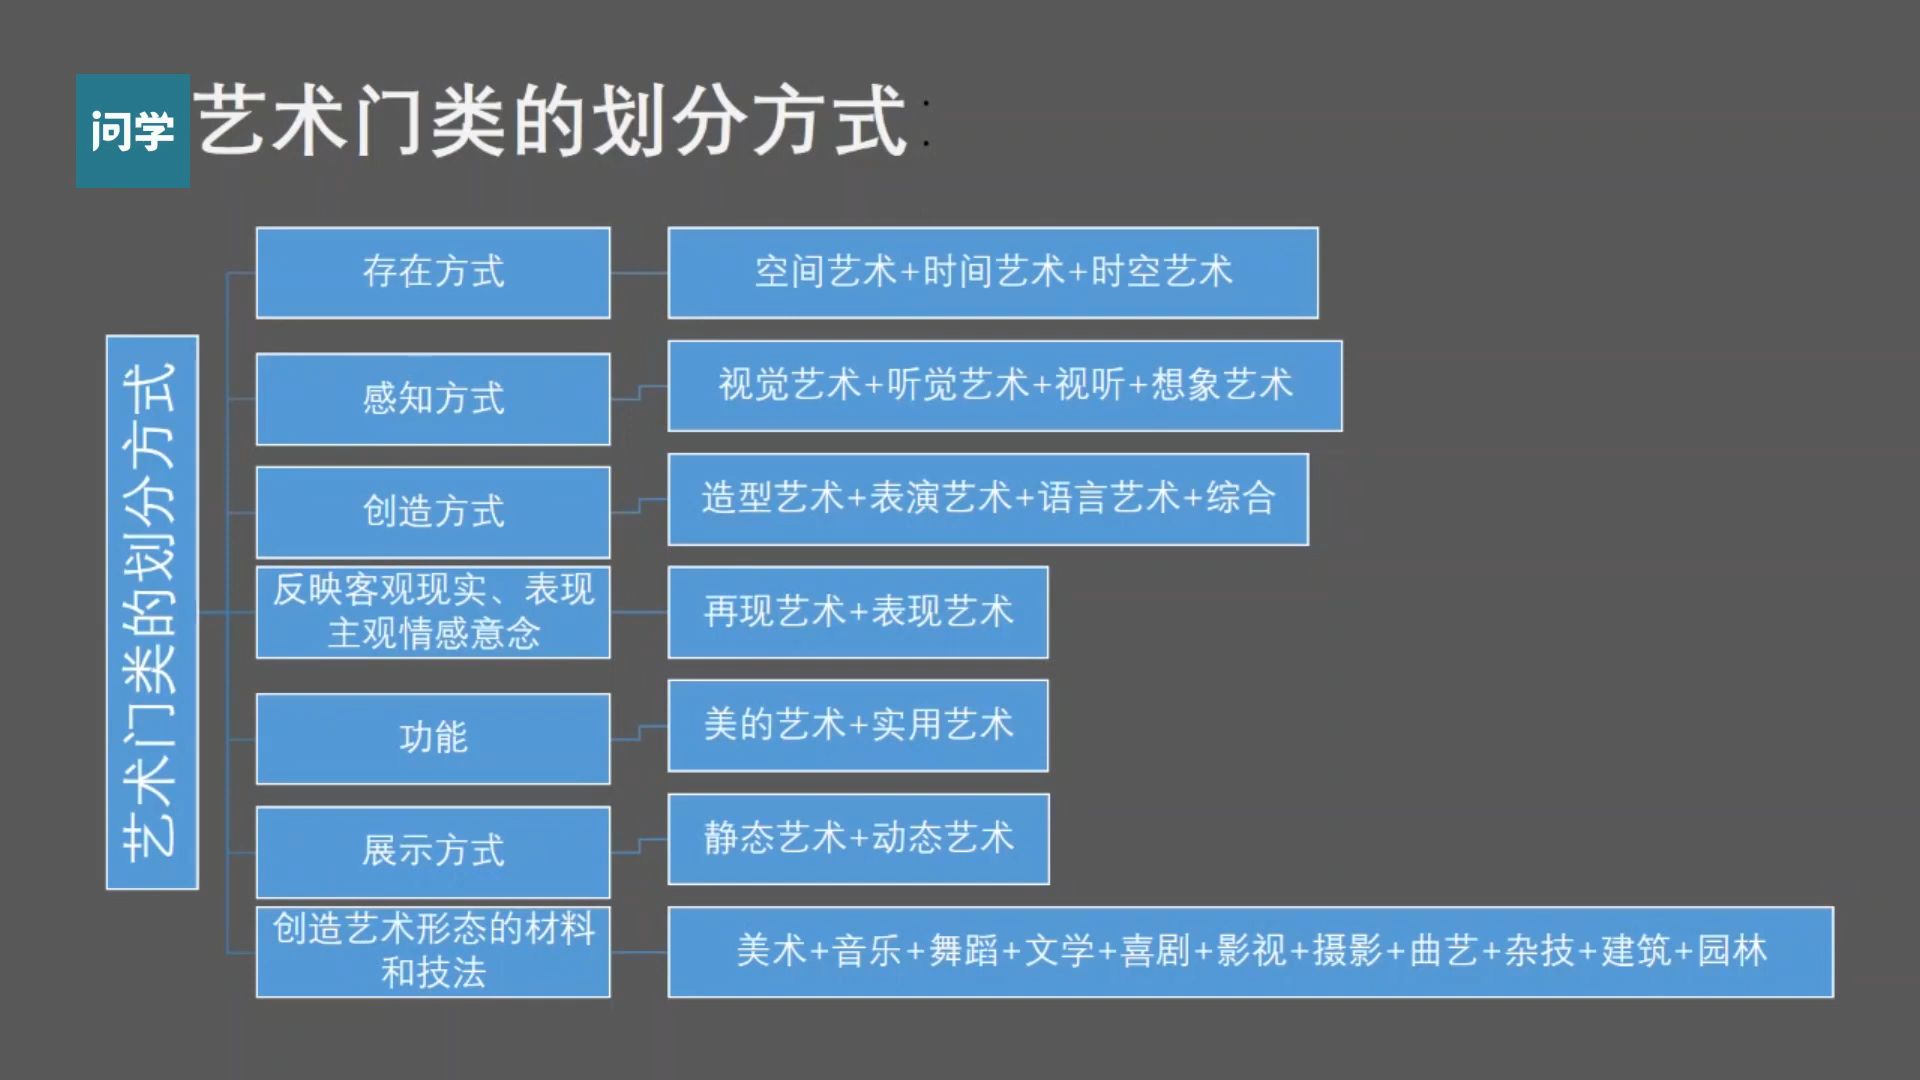 问学
艺术门类的划分方式:
艺术门类的划分方式
存在方式
空间艺术+时间艺术+时空艺术
感知方式
视觉艺术+听觉艺术+视听+想象艺术
创造方式
造型艺术+表演艺术+语言艺术+综合
反映客观现实、表现
主观情感意念
再现艺术+表现艺术
功能
美的艺术+实用艺术
展示方式
静态艺术+动态艺术
创造艺术形态的材料
和技法
美术+音乐+舞蹈+文学+喜剧+影视+摄影+曲艺+杂技+建筑+园林